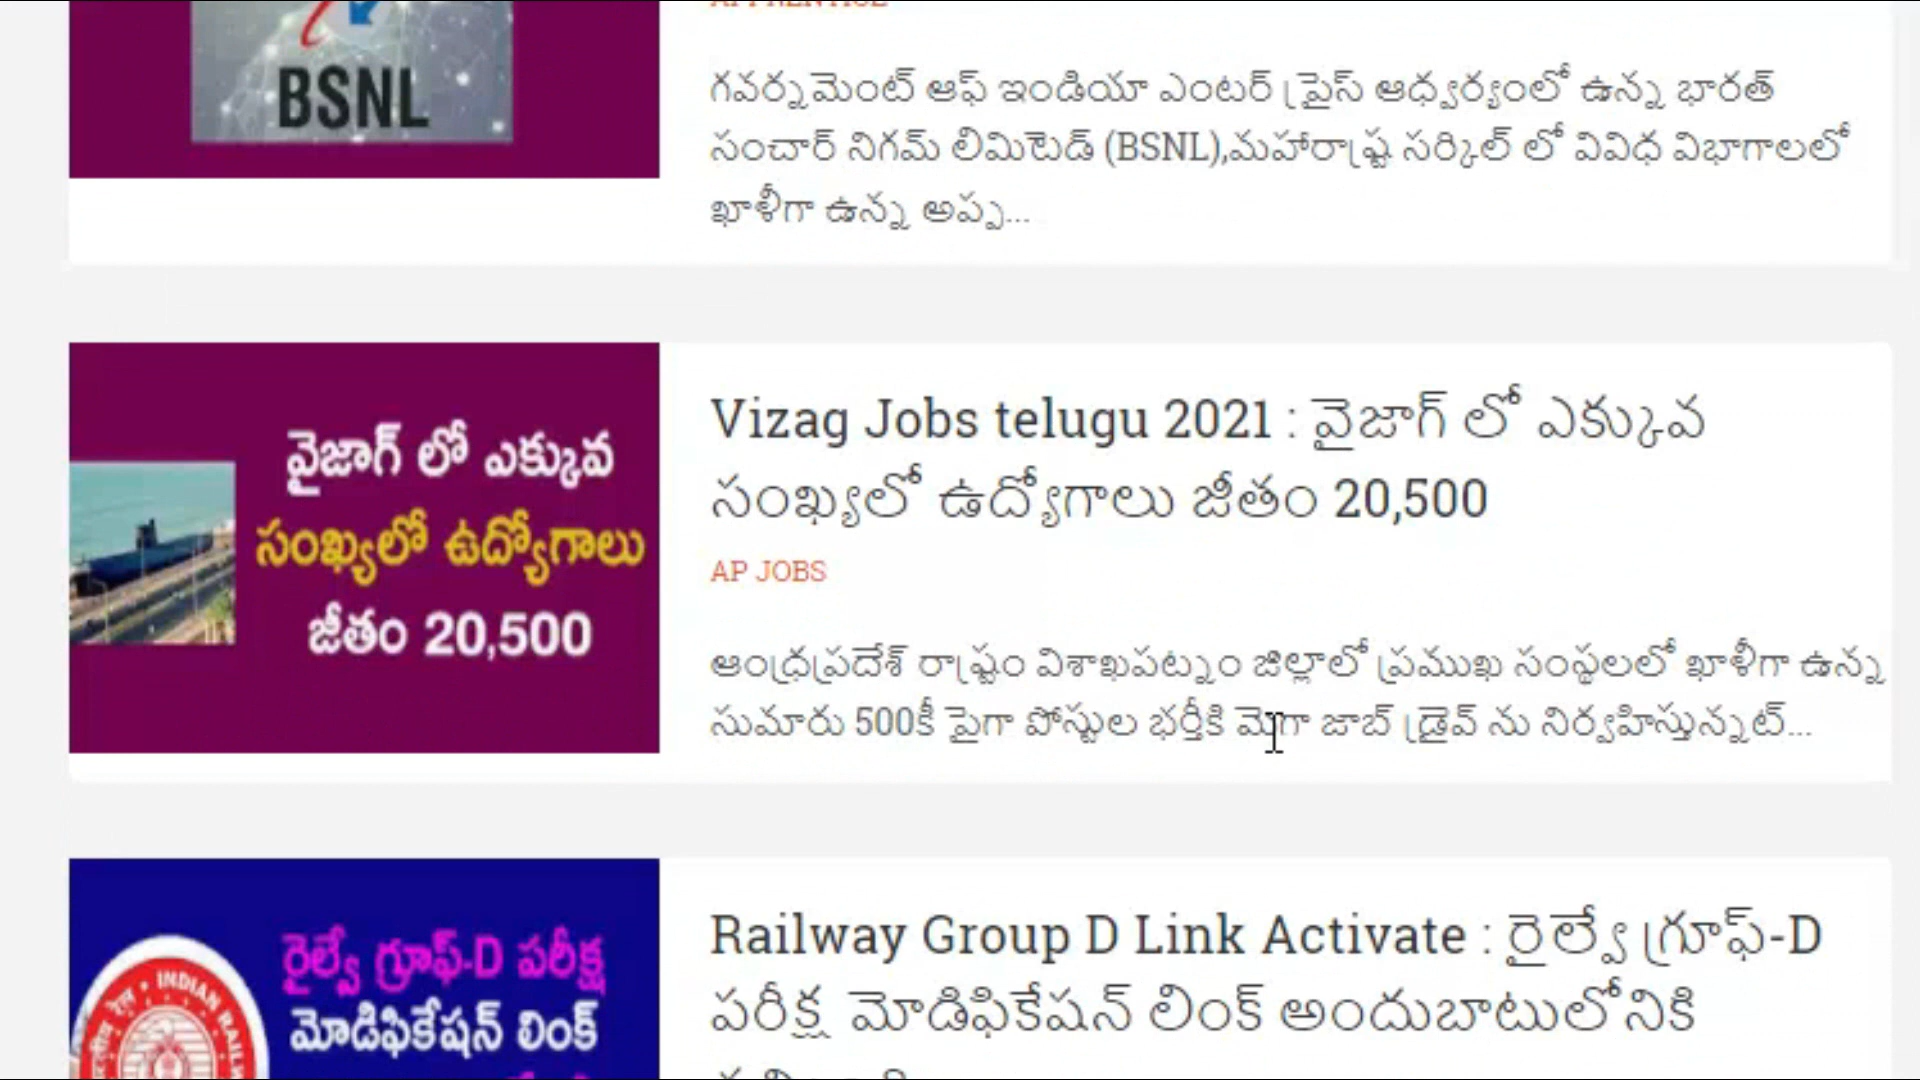 BSNL
గవర్నమెంట్ ఆఫ్ ఇండియా ఎంటర్ ప్రైస్ ఆధ్వర్యంలో ఉన్న భారత్
సంచార్ నిగమ్ లిమిటెడ్ (BSNL),మహారాష్ట్ర సర్కిల్ లో వివిధ విభాగాలలో
ఖాళీగా ఉన్న అప్ప...
వైజాగ్ లో ఎక్కువ
సంఖ్యలో ఉద్యోగాలు
జీతం 20,500
Vizag Jobs telugu 2021 : వైజాగ్ లో ఎక్కువ
సంఖ్యలో ఉద్యోగాలు జీతం 20,500
AP JOBS
ఆంధ్రప్రదేశ్ రాష్ట్రం విశాఖపట్నం జిల్లాలో ప్రముఖ సంస్థలలో ఖాళీగా ఉన్న
సుమారు 500కీ పైగా పోస్టుల భర్తీకి మెగా జాబ్ డ్రైవ్ ను నిర్వహిస్తున్నట్...
రైల్వే గ్రూఫ్-D పరీక్ష
మోడిఫికేషన్ లింక్
INDIAN
Railway Group D Link Activate : రైల్వే గ్రూఫ్-D
పరీక్ష మోడిఫికేషన్ లింక్ అందుబాటులోనికి